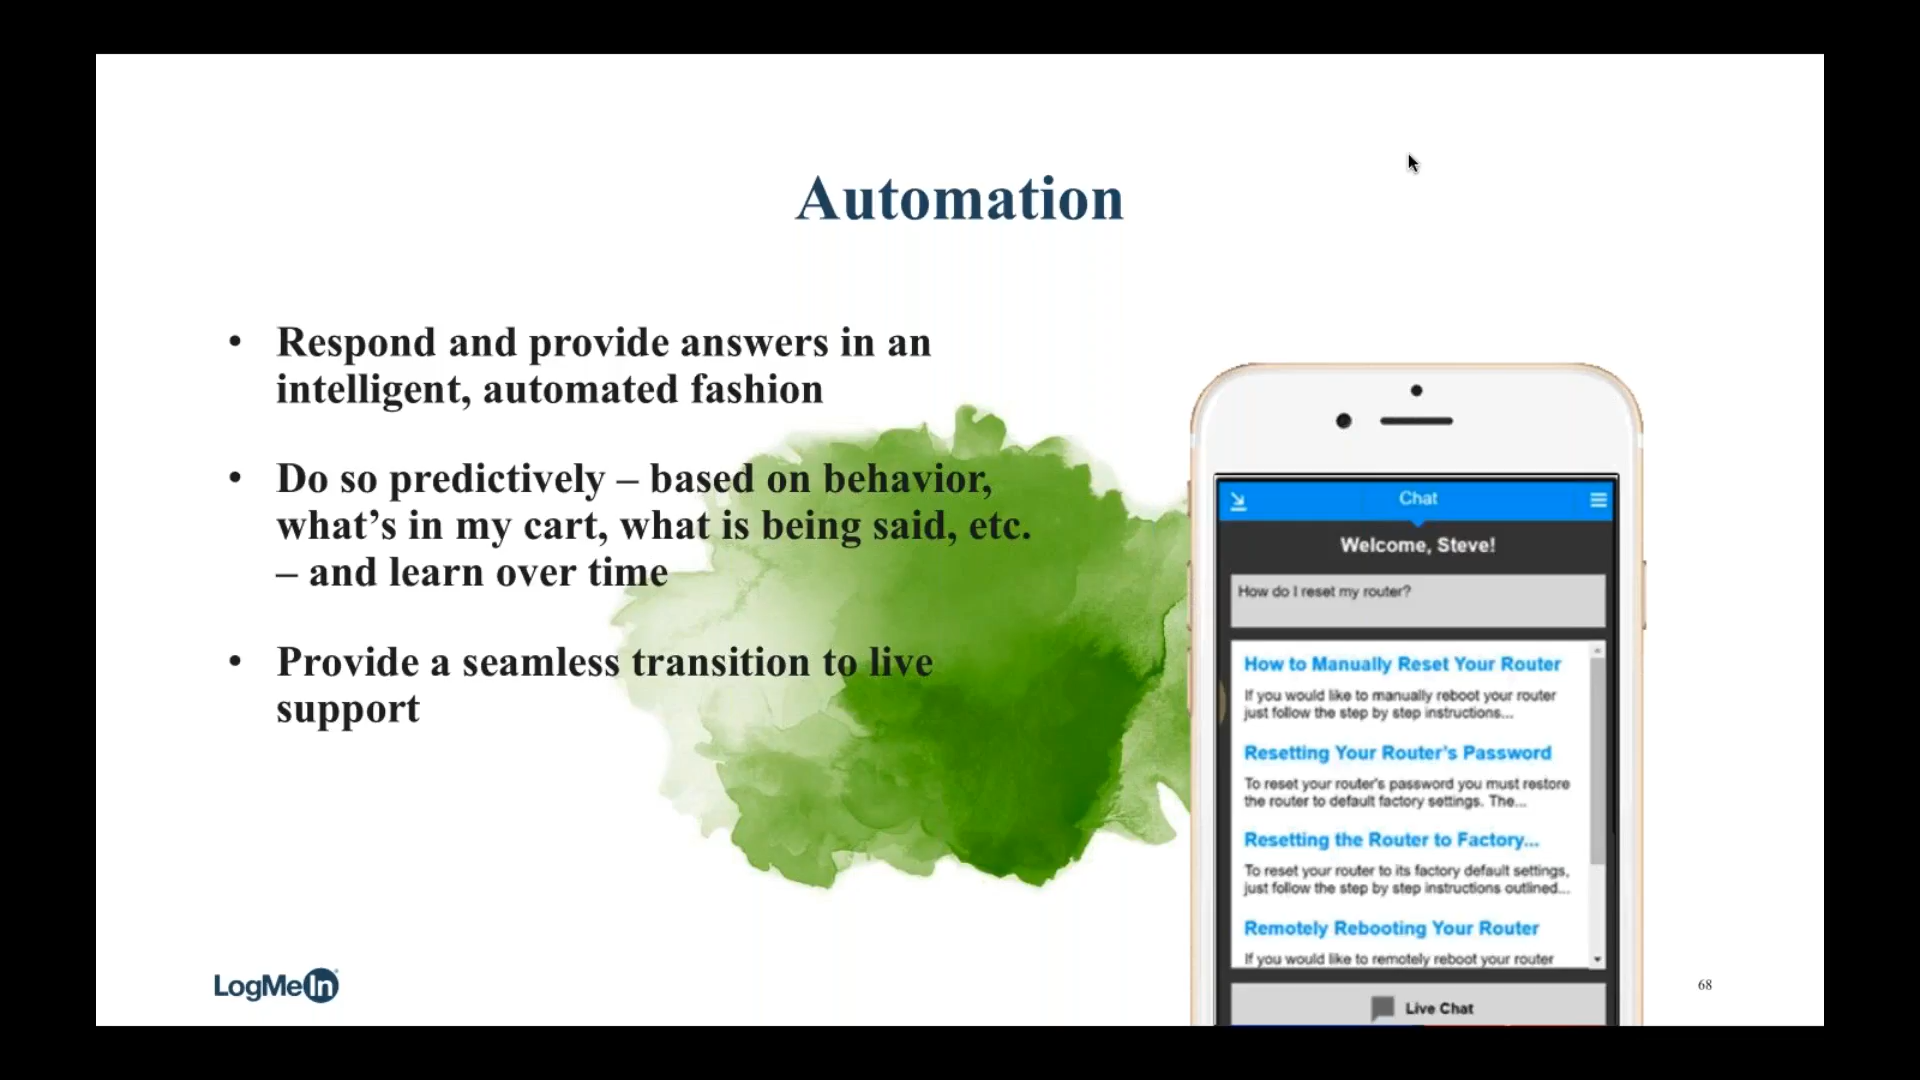 Automation
• Respond and provide answers in an
intelligent, automated fashion
• Do so predictively – based on behavior,
what’s in my cart, what is being said, etc.
– and learn over time
• Provide a seamless transition to live
support
Chat
Welcome, Steve!
How do I reset my router?
How to Manually Reset Your Router
If you would like to manually reboot your router
just follow the step by step instructions...
Resetting Your Router's Password
To reset your router's password you must restore
the router to default factory settings. The...
Resetting the Router to Factory...
To reset your router to its factory default settings,
just follow the step by step instructions outlined...
Remotely Rebooting Your Router
If you would like to remotely reboot your router
Live Chat
LogMeIn
68